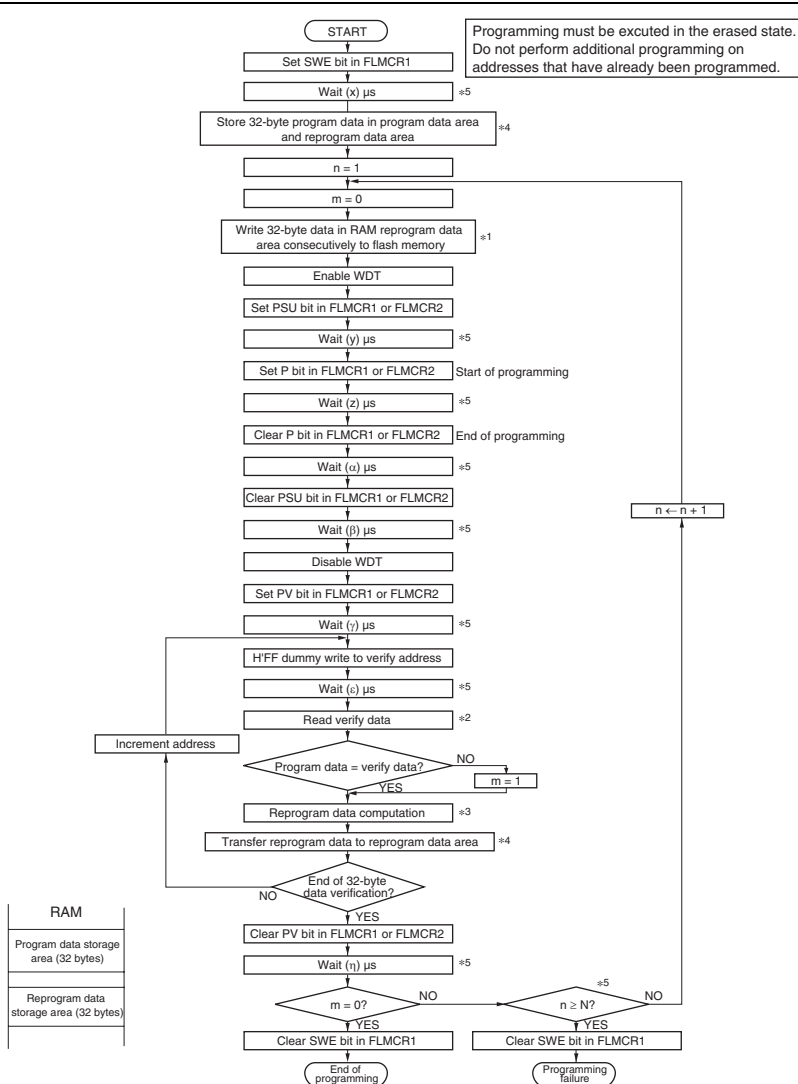 START
Programming must be excuted in the erased state.
Do not perform additional programming on
addresses that have already been programmed.
Set SWE bit in FLMCR1
Wait (x) µs
*5
Store 32-byte program data in program data area
and reprogram data area
*4
n = 1
m = 0
Write 32-byte data in RAM reprogram data
area consecutively to flash memory
*1
Enable WDT
Set PSU bit in FLMCR1 or FLMCR2
Wait (y) µs
*5
Set P bit in FLMCR1 or FLMCR2
Start of programming
Wait (z) µs
*5
Clear P bit in FLMCR1 or FLMCR2
End of programming
Wait (α) µs
*5
Clear PSU bit in FLMCR1 or FLMCR2
n ← n + 1
Wait (β) µs
*5
Disable WDT
Set PV bit in FLMCR1 or FLMCR2
Wait (γ) µs
*5
H'FF dummy write to verify address
Wait (ε) µs
*5
Read verify data
*2
Increment address
Program data = verify data?
NO
m = 1
YES
Reprogram data computation
*3
Transfer reprogram data to reprogram data area
*4
End of 32-byte
data verification?
NO
YES
RAM
Program data storage
area (32 bytes)
Reprogram data
storage area (32 bytes)
Clear PV bit in FLMCR1 or FLMCR2
Wait (η) µs
*5
m = 0?
NO
*5
n ≥ N?
NO
YES
YES
Clear SWE bit in FLMCR1
Clear SWE bit in FLMCR1
End of
programming
Programming
failure